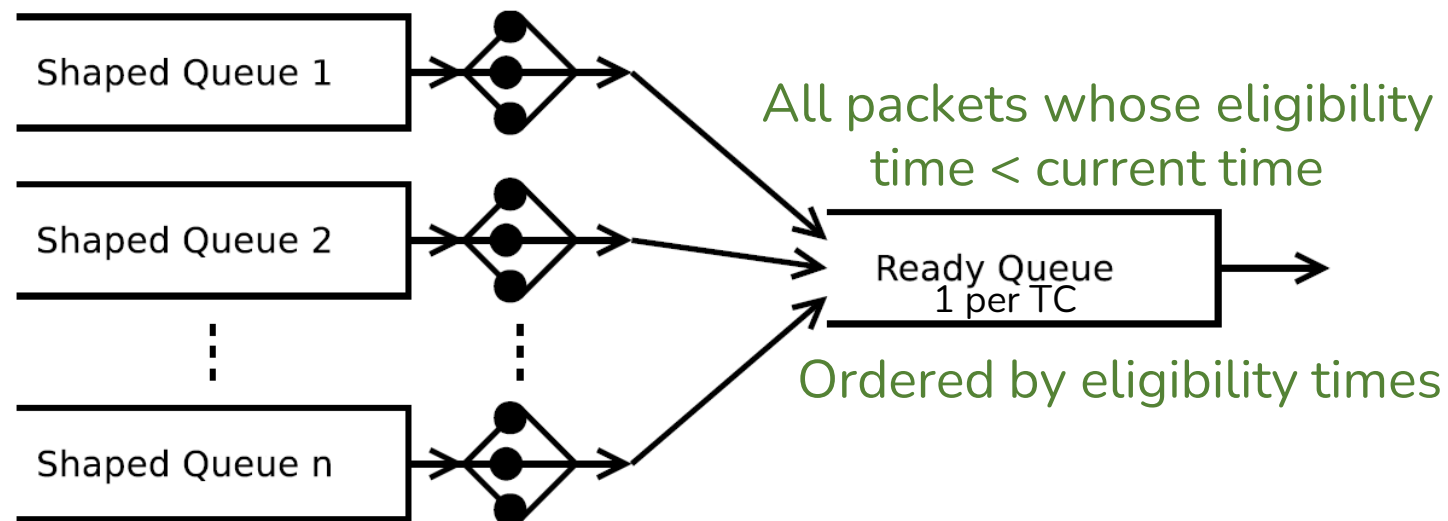 Shaped Queue 1
All packets whose eligibility
time < current time
Shaped Queue 2
Ready Queue
1 per TC
Ordered by eligibility times
Shaped Queue n